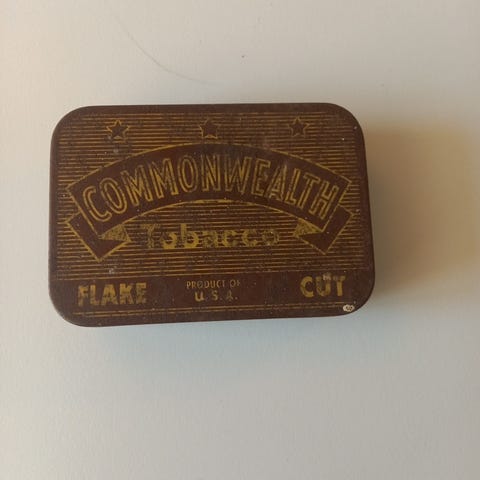 COMMONWEALTH
Tobacco
FLAKE PRODUCT OF CUT
U.S.A.